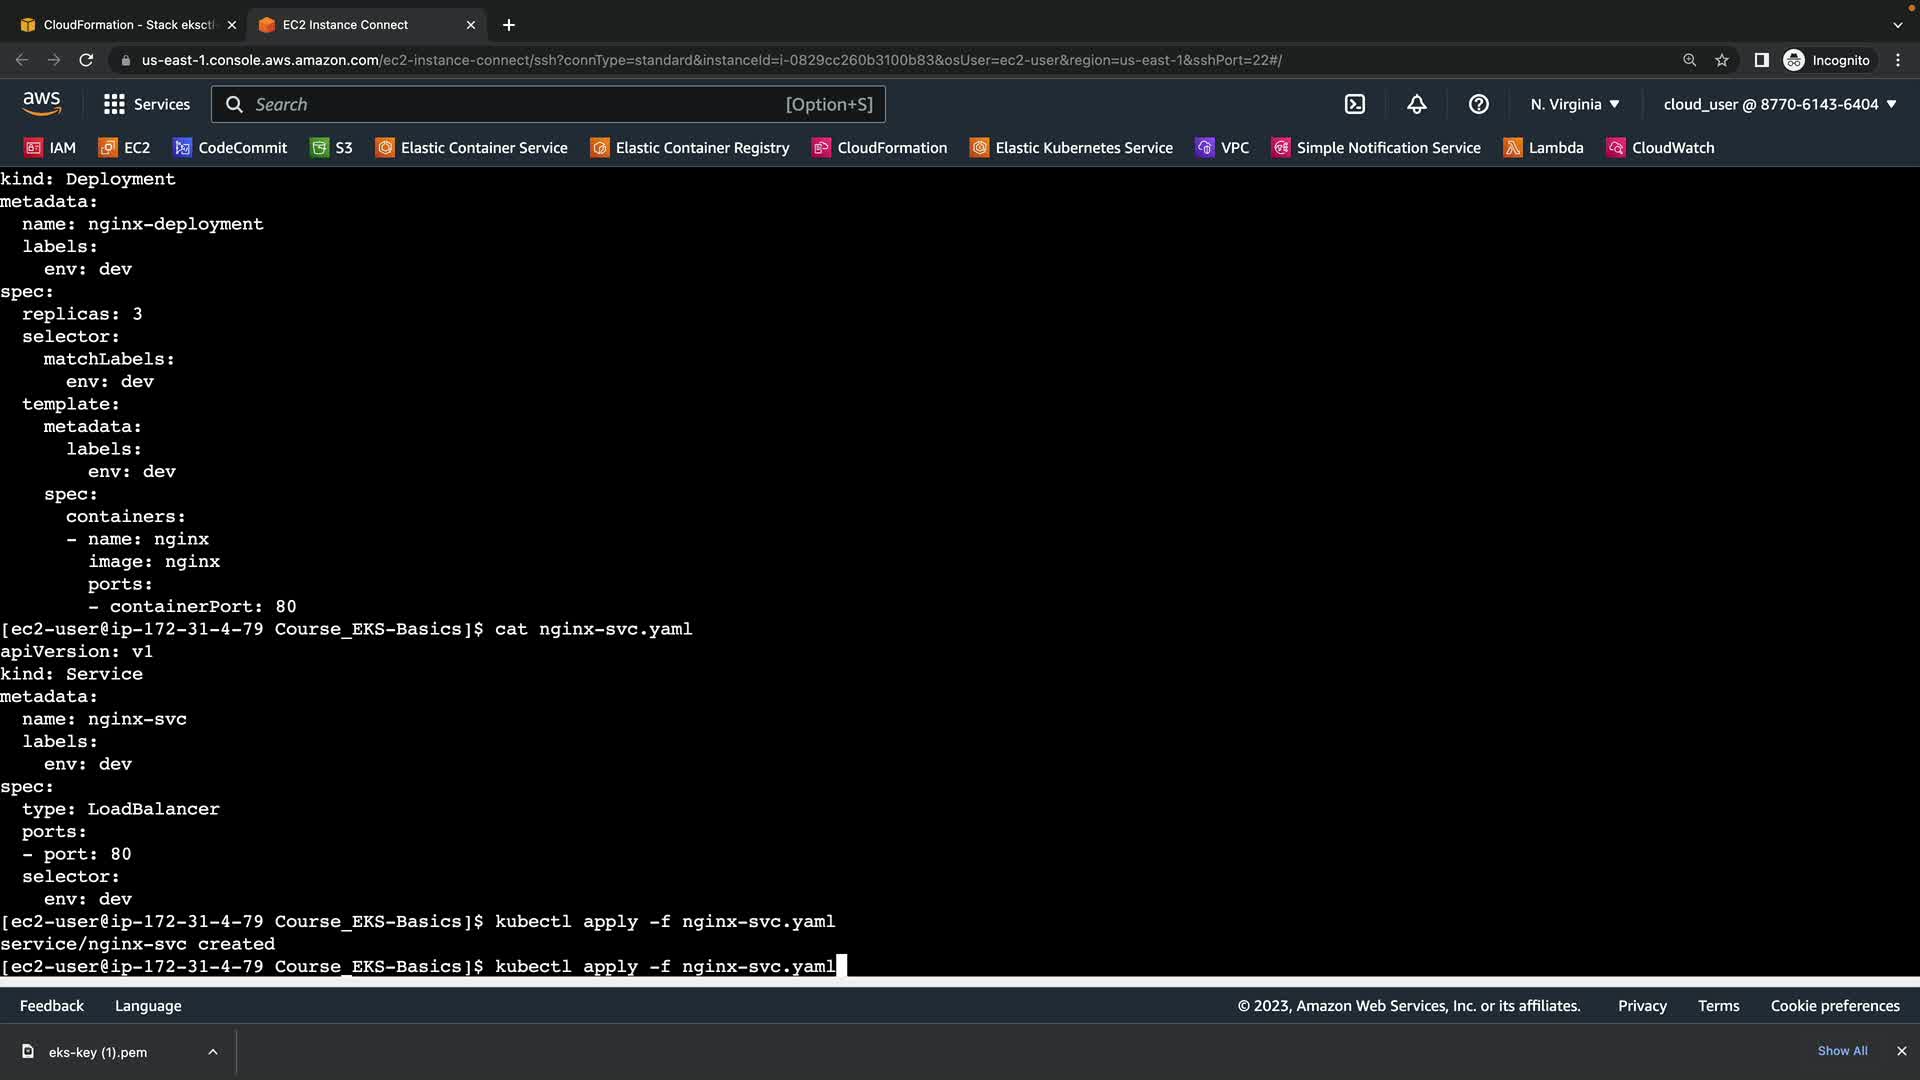 CloudFormation - Stack eksctl
EC2 Instance Connect
us-east-1.console.aws.amazon.com/ec2-instance-connect/ssh?connType=standard&instanceId=i-0829cc260b3100b83&osUser=ec2-user&region=us-east-1&sshPort=22#/
Incognito
aws
Services
Search
[Option+S]
N. Virginia
cloud_user @ 8770-6143-6404
IAM
EC2
CodeCommit
S3
Elastic Container Service
Elastic Container Registry
CloudFormation
Elastic Kubernetes Service
VPC
Simple Notification Service
Lambda
CloudWatch
kind: Deployment
metadata:
  name: nginx-deployment
  labels:
    env: dev
spec:
  replicas: 3
  selector:
    matchLabels:
      env: dev
  template:
    metadata:
      labels:
        env: dev
    spec:
      containers:
      - name: nginx
        image: nginx
        ports:
        - containerPort: 80
[ec2-user@ip-172-31-4-79 Course_EKS-Basics]$ cat nginx-svc.yaml
apiVersion: v1
kind: Service
metadata:
  name: nginx-svc
  labels:
    env: dev
spec:
  type: LoadBalancer
  ports:
  - port: 80
  selector:
    env: dev
[ec2-user@ip-172-31-4-79 Course_EKS-Basics]$ kubectl apply -f nginx-svc.yaml
service/nginx-svc created
[ec2-user@ip-172-31-4-79 Course_EKS-Basics]$ kubectl apply -f nginx-svc.yaml
Feedback
Language
© 2023, Amazon Web Services, Inc. or its affiliates.
Privacy
Terms
Cookie preferences
eks-key (1).pem
Show All